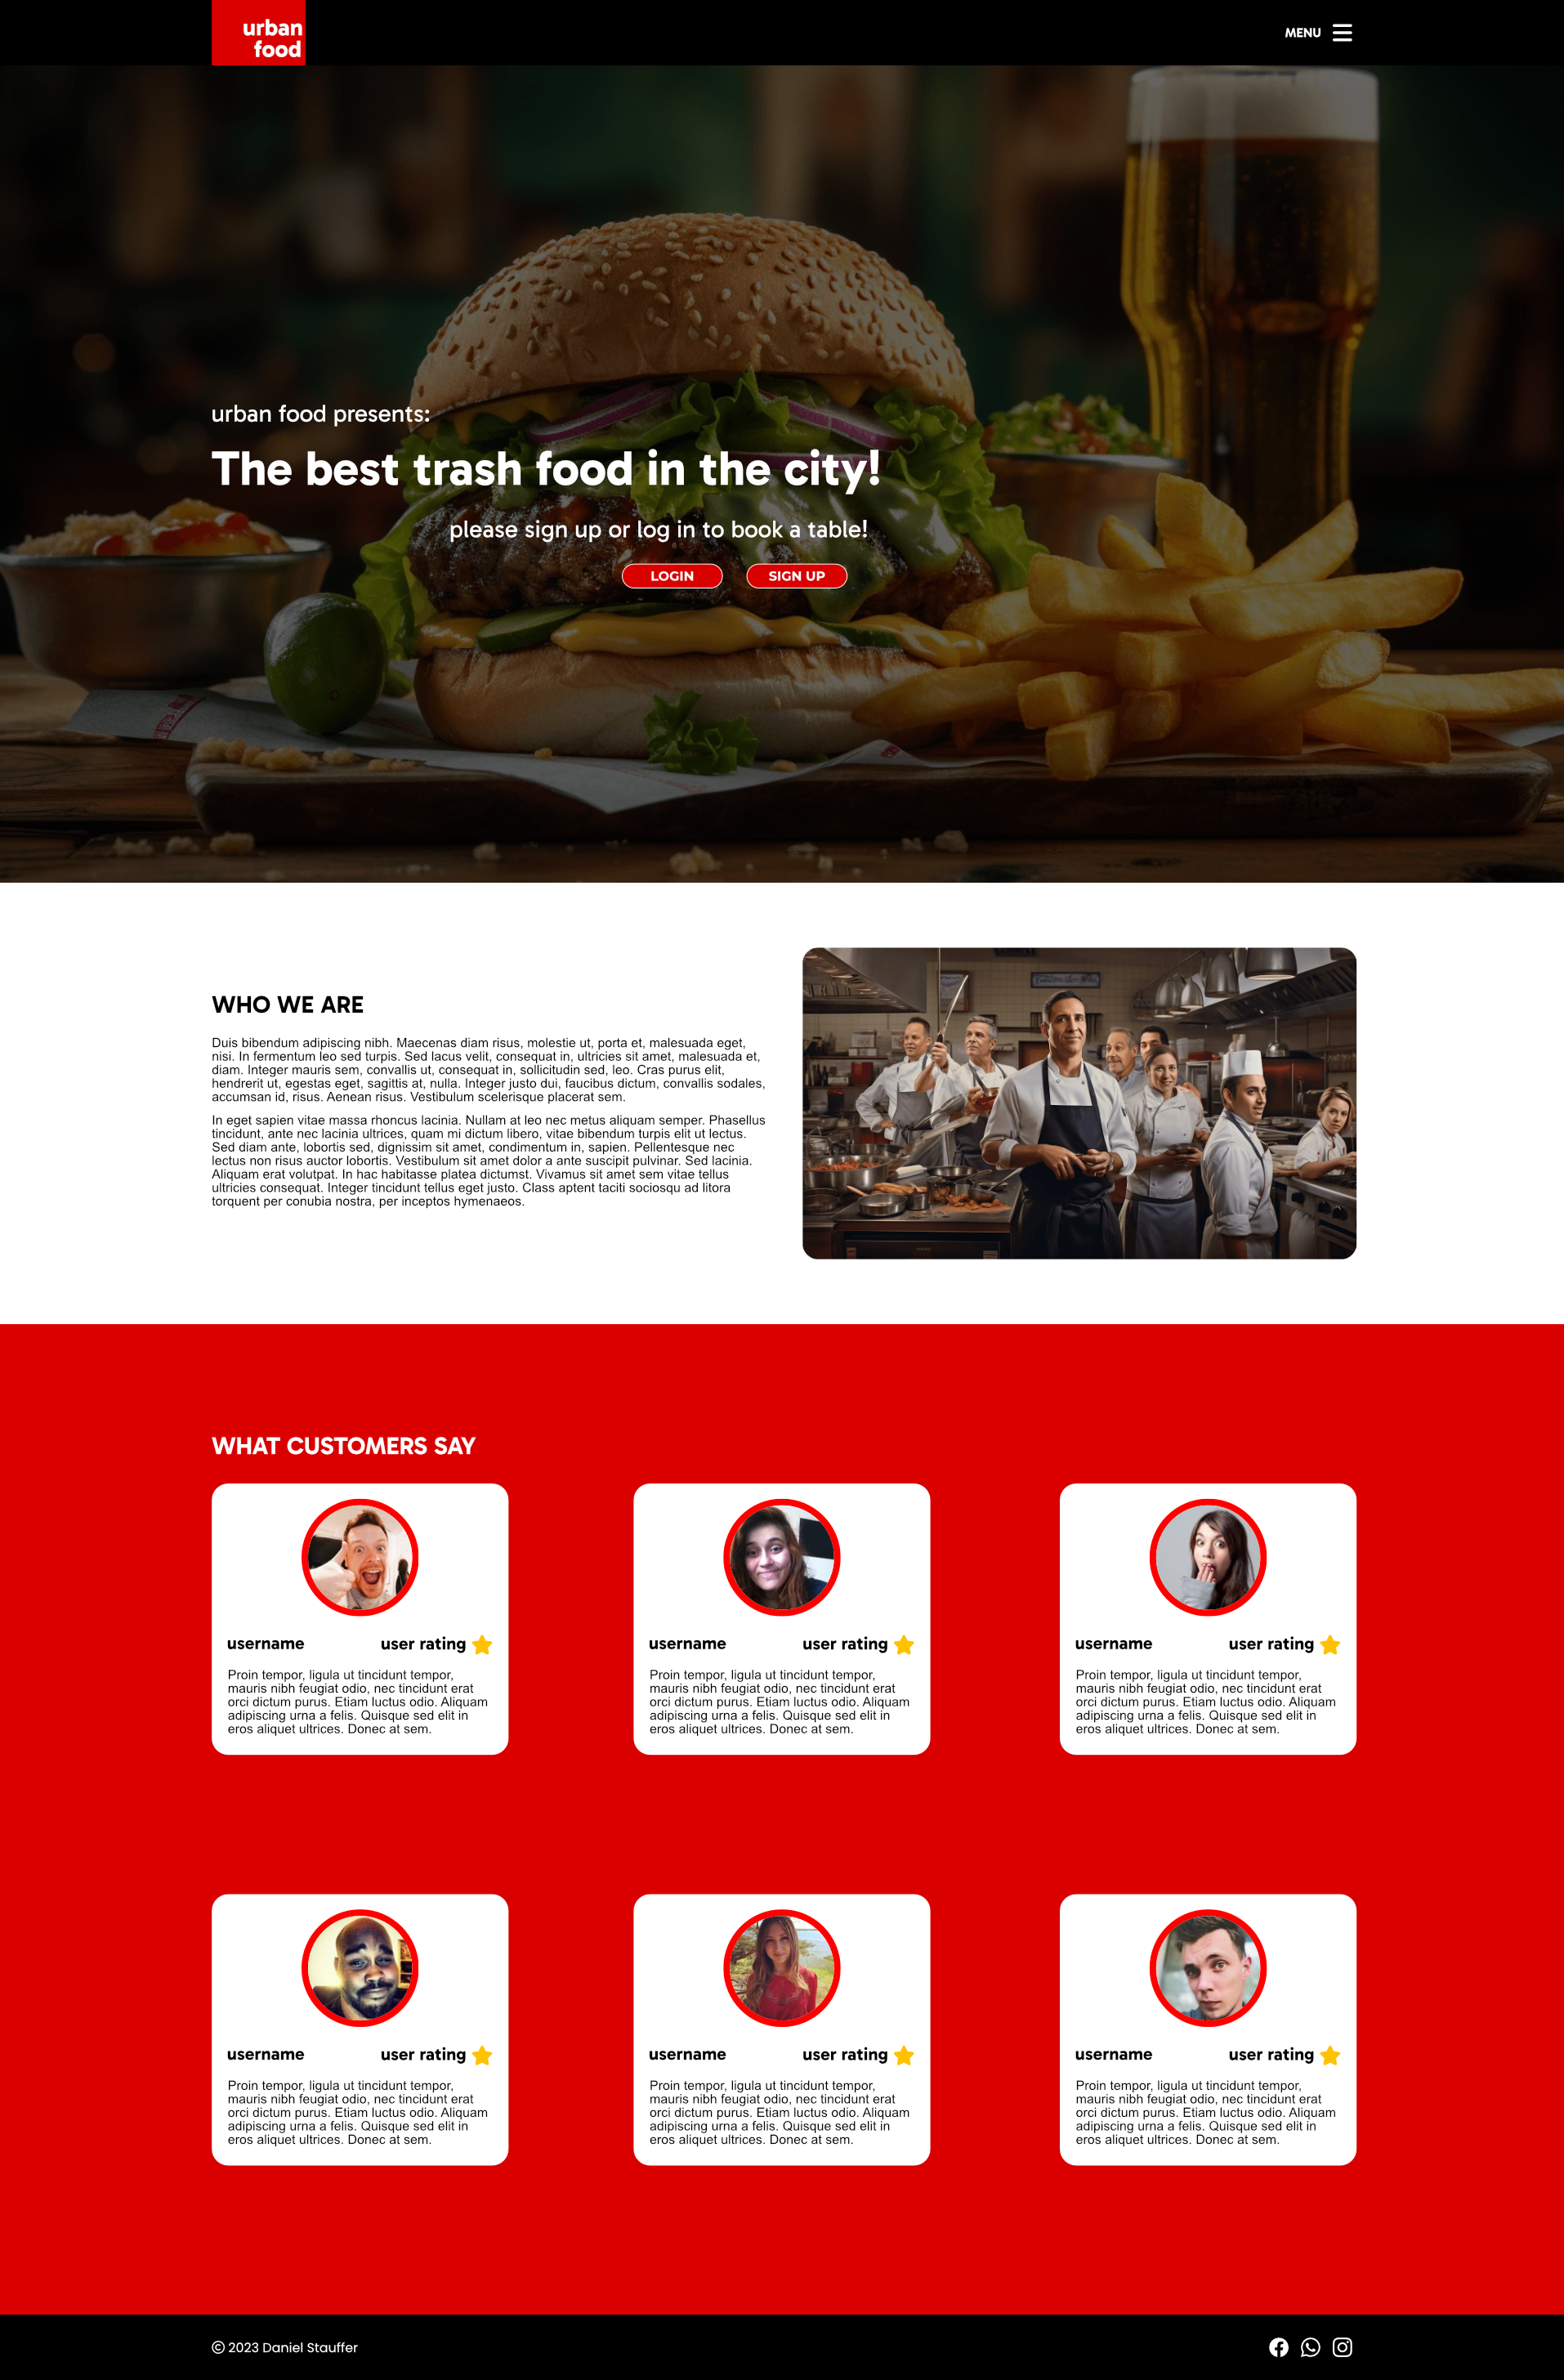 urban
food
MENU
urban food presents:
The best trash food in the city!
please sign up or log in to book a table!
LOGIN
SIGN UP
WHO WE ARE
Duis bibendum adipiscing nibh. Maecenas diam risus, molestie ut, porta et, malesuada eget,
nisi. In fermentum leo sed turpis. Sed lacus velit, consequat in, ultricies sit amet, malesuada et,
diam. Integer mauris sem, convallis ut, consequat in, sollicitudin sed, leo. Cras purus elit,
hendrerit ut, egestas eget, sagittis at, nulla. Integer justo dui, faucibus dictum, convallis sodales,
accumsan id, risus. Aenean risus. Vestibulum scelerisque placerat sem.
In eget sapien vitae massa rhoncus lacinia. Nullam at leo nec metus aliquam semper. Phasellus
tincidunt, ante nec lacinia ultrices, quam mi dictum libero, vitae bibendum turpis elit ut lectus.
Sed diam ante, lobortis sed, dignissim sit amet, condimentum in, sapien. Pellentesque nec
lectus non risus auctor lobortis. Vestibulum sit amet dolor a ante suscipit pulvinar. Sed lacinia.
Aliquam erat volutpat. In hac habitasse platea dictumst. Vivamus sit amet sem vitae tellus
ultricies consequat. Integer tincidunt tellus eget justo. Class aptent taciti sociosqu ad litora
torquent per conubia nostra, per inceptos hymenaeos.
WHAT CUSTOMERS SAY
username
user rating
Proin tempor, ligula ut tincidunt tempor,
mauris nibh feugiat odio, nec tincidunt erat
orci dictum purus. Etiam luctus odio. Aliquam
adipiscing urna a felis. Quisque sed elit in
eros aliquet ultrices. Donec at sem.
username
user rating
Proin tempor, ligula ut tincidunt tempor,
mauris nibh feugiat odio, nec tincidunt erat
orci dictum purus. Etiam luctus odio. Aliquam
adipiscing urna a felis. Quisque sed elit in
eros aliquet ultrices. Donec at sem.
username
user rating
Proin tempor, ligula ut tincidunt tempor,
mauris nibh feugiat odio, nec tincidunt erat
orci dictum purus. Etiam luctus odio. Aliquam
adipiscing urna a felis. Quisque sed elit in
eros aliquet ultrices. Donec at sem.
username
user rating
Proin tempor, ligula ut tincidunt tempor,
mauris nibh feugiat odio, nec tincidunt erat
orci dictum purus. Etiam luctus odio. Aliquam
adipiscing urna a felis. Quisque sed elit in
eros aliquet ultrices. Donec at sem.
username
user rating
Proin tempor, ligula ut tincidunt tempor,
mauris nibh feugiat odio, nec tincidunt erat
orci dictum purus. Etiam luctus odio. Aliquam
adipiscing urna a felis. Quisque sed elit in
eros aliquet ultrices. Donec at sem.
username
user rating
Proin tempor, ligula ut tincidunt tempor,
mauris nibh feugiat odio, nec tincidunt erat
orci dictum purus. Etiam luctus odio. Aliquam
adipiscing urna a felis. Quisque sed elit in
eros aliquet ultrices. Donec at sem.
© 2023 Daniel Stauffer